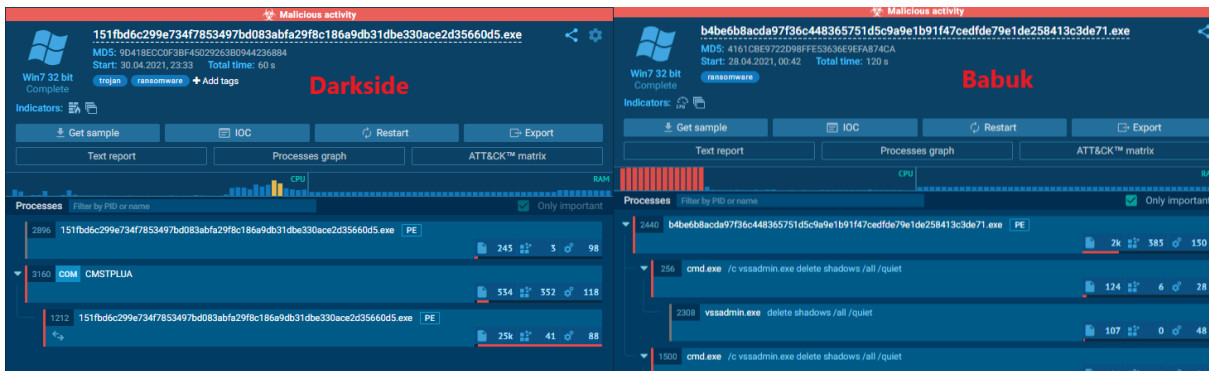 Malicious activity
151fbd6c299e734f7853497bd083abfa29f8c186a9db31dbe330ace2d35660d5.exe
MD5: 9D418ECC0F3BF45029263B0944236884
Start: 30.04.2021, 23:33 Total time: 60 s
Win7 32 bit
Complete
trojan ransomware + Add tags
Darkside
Indicators:
Get sample IOC Restart Export
Text report Processes graph ATT&CK™ matrix
CPU RAM
Processes Filter by PID or name Only important
2896 151fbd6c299e734f7853497bd083abfa29f8c186a9db31dbe330ace2d35660d5.exe PE
245 3 98
3160 COM CMSTPLUA
534 352 118
1212 151fbd6c299e734f7853497bd083abfa29f8c186a9db31dbe330ace2d35660d5.exe PE
25k 41 88
Malicious activity
b4be6b8acda97f36c448365751d5c9a9e1b91f47cedfde79e1de258413c3de71.exe
MD5: 4161CBE9722D98FFE53636E9EFA874CA
Start: 28.04.2021, 00:42 Total time: 120 s
Win7 32 bit
Complete
ransomware
Babuk
Indicators:
CPU
Get sample IOC Restart Export
Text report Processes graph ATT&CK™ matrix
CPU
Processes Filter by PID or name Only important
2440 b4be6b8acda97f36c448365751d5c9a9e1b91f47cedfde79e1de258413c3de71.exe PE
2k 385 150
256 cmd.exe /c vssadmin.exe delete shadows /all /quiet
124 6 28
2308 vssadmin.exe delete shadows /all /quiet
107 0 48
1500 cmd.exe /c vssadmin.exe delete shadows /all /quiet